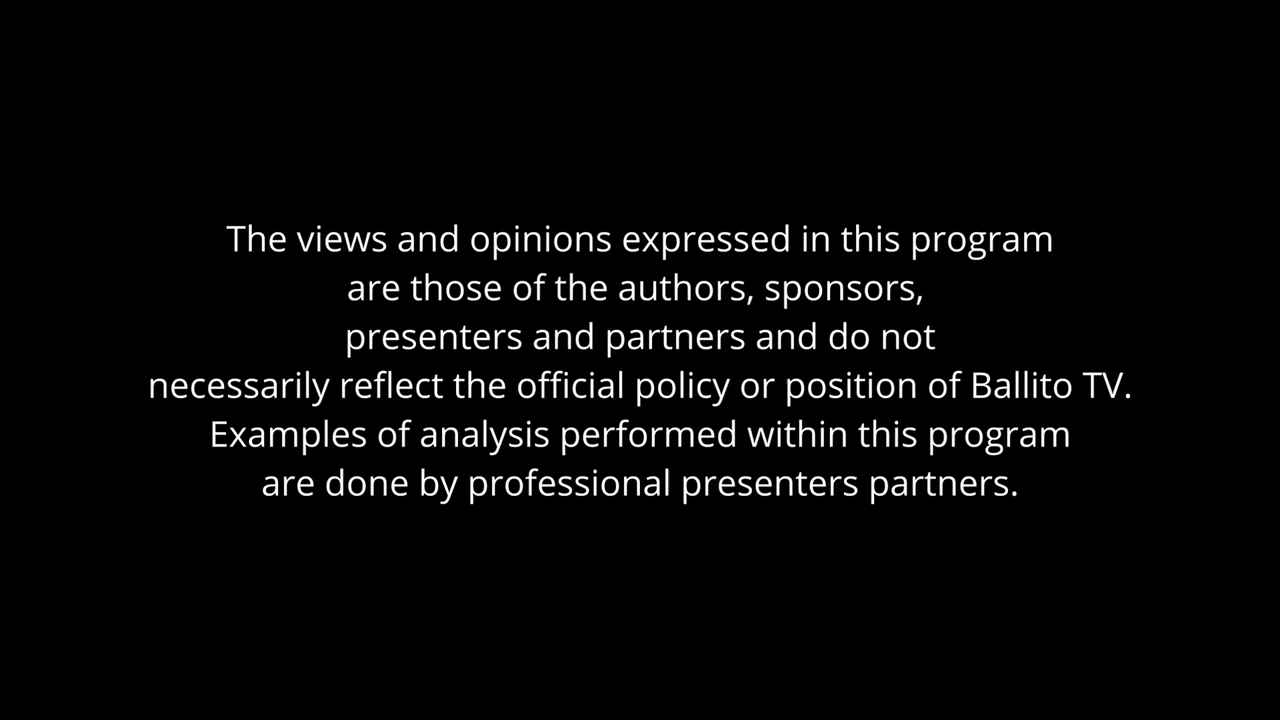 The views and opinions expressed in this program
are those of the authors, sponsors,
presenters and partners and do not
necessarily reflect the official policy or position of Ballito TV.
Examples of analysis performed within this program
are done by professional presenters partners.